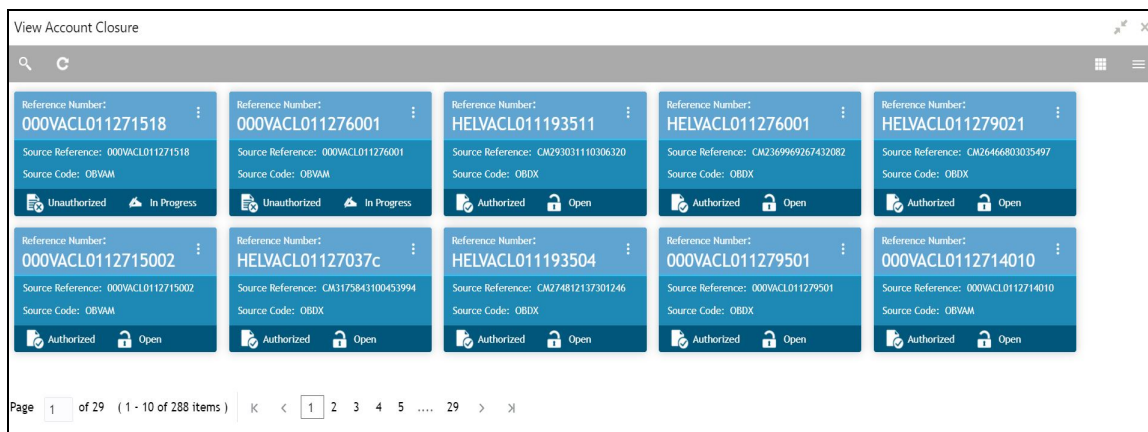 View Account Closure
Reference Number: Reference Number: Reference Number: Reference Number: Reference Number:
000VACL011271518 000VACL011276001 HELVACL011193511 HELVACL011276001 HELVACL011279021
Source Reference: 000VACL011271518 Source Reference: 000VACL011276001 Source Reference: CM293031110306320 Source Reference: CM2369969267432082 Source Reference: CM26466803035497
Source Code: OBVAM Source Code: OBVAM Source Code: OBDX Source Code: OBDX Source Code: OBDX
Unauthorized In Progress Unauthorized In Progress Authorized Open Authorized Open Authorized Open
Reference Number: Reference Number: Reference Number: Reference Number: Reference Number:
000VACL0112715002 HELVACL01127037c HELVACL011193504 000VACL011279501 000VACL0112714010
Source Reference: 000VACL0112715002 Source Reference: CM3175843100453994 Source Reference: CM274812137301246 Source Reference: 000VACL011279501 Source Reference: 000VACL0112714010
Source Code: OBVAM Source Code: OBDX Source Code: OBDX Source Code: OBDX Source Code: OBVAM
Authorized Open Authorized Open Authorized Open Authorized Open Authorized Open
Page 1 of 29 ( 1 - 10 of 288 items ) 1 2 3 4 5 .... 29